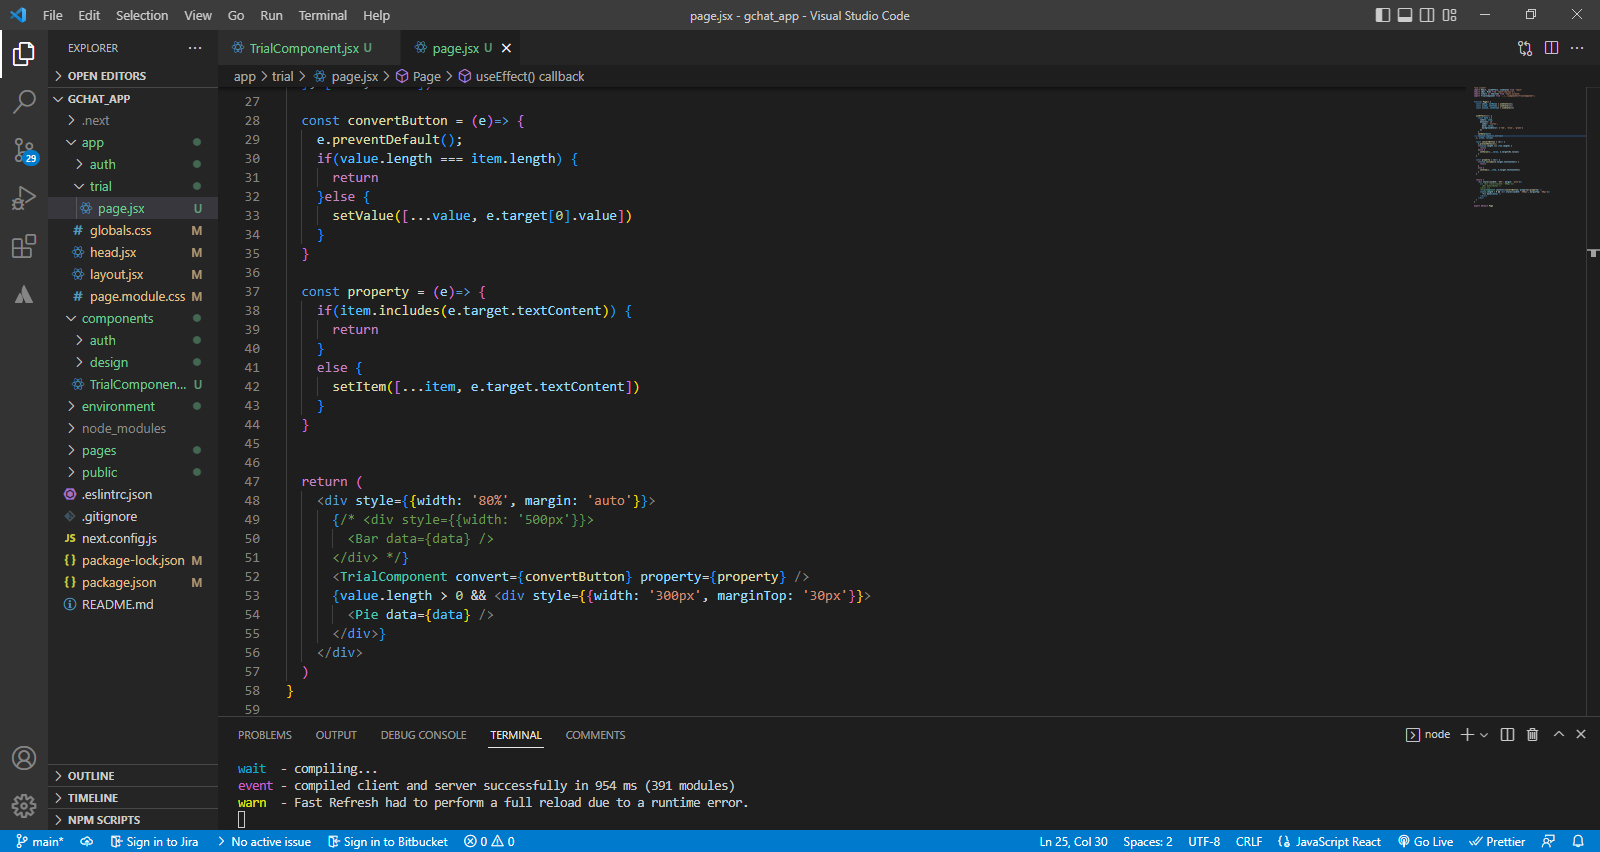 File Edit Selection View Go Run Terminal Help
page.jsx - gchat_app - Visual Studio Code
EXPLORER
OPEN EDITORS
GCHAT_APP
.next
app
auth
trial
page.jsx U
globals.css M
head.jsx M
layout.jsx M
page.module.css M
components
auth
design
TrialComponen... U
environment
node_modules
pages
public
.eslintrc.json
.gitignore
JS next.config.js
{} package-lock.json M
{} package.json M
README.md
OUTLINE
TIMELINE
NPM SCRIPTS
29
TrialComponent.jsx U
page.jsx U
app > trial > page.jsx > Page > useEffect() callback
27
28 const convertButton = (e)=> {
29 e.preventDefault();
30 if(value.length === item.length) {
31 return
32 }else {
33 setValue([...value, e.target[0].value])
34 }
35 }
36
37 const property = (e)=> {
38 if(item.includes(e.target.textContent)) {
39 return
40 }
41 else {
42 setItem([...item, e.target.textContent])
43 }
44 }
45
46
47 return (
48 <div style={{width: '80%', margin: 'auto'}}>
49 {/* <div style={{width: '500px'}}>
50 <Bar data={data} />
51 </div> */}
52 <TrialComponent convert={convertButton} property={property} />
53 {value.length > 0 && <div style={{width: '300px', marginTop: '30px'}}>
54 <Pie data={data} />
55 </div>}
56 </div>
57 )
58 }
59
PROBLEMS OUTPUT DEBUG CONSOLE TERMINAL COMMENTS
node
wait - compiling...
event - compiled client and server successfully in 954 ms (391 modules)
warn - Fast Refresh had to perform a full reload due to a runtime error.
main* Sign in to Jira No active issue Sign in to Bitbucket 0 0 Ln 25, Col 30 Spaces: 2 UTF-8 CRLF JavaScript React Go Live Prettier